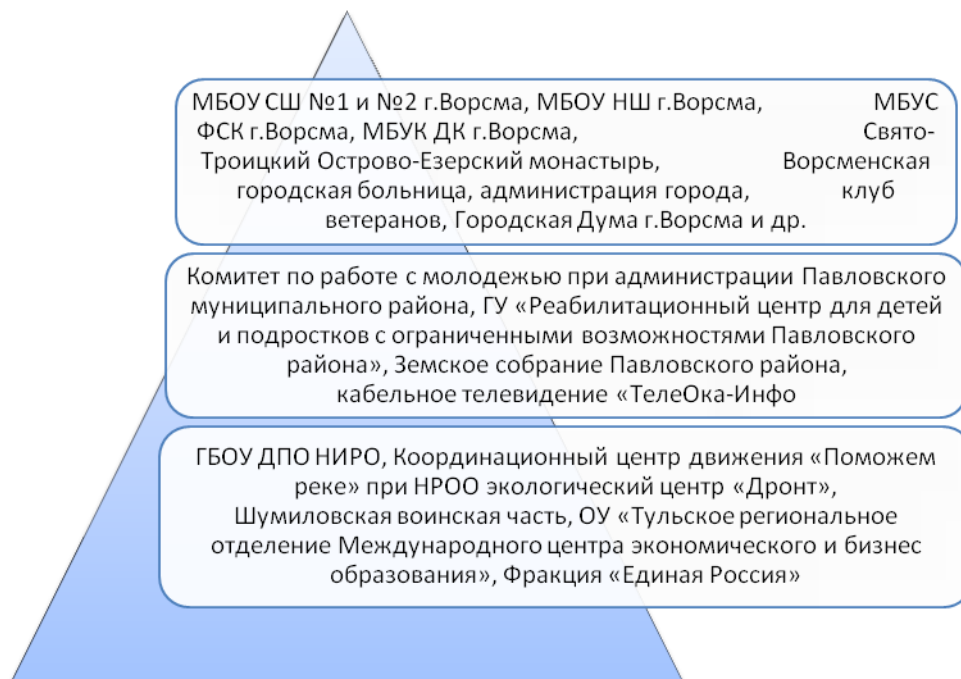 МБОУ СШ №1 и №2 г.Ворсма, МБОУ НШ г.Ворсма, МБУС
ФСК г.Ворсма, МБУК ДК г.Ворсма, Свято-
Троицкий Острово-Езерский монастырь, Ворсменская
городская больница, администрация города, клуб
ветеранов, Городская Дума г.Ворсма и др.
Комитет по работе с молодежью при администрации Павловского
муниципального района, ГУ «Реабилитационный центр для детей
и подростков с ограниченными возможностями Павловского
района», Земское собрание Павловского района,
кабельное телевидение «ТелеОка-Инфо
ГБОУ ДПО НИРО, Координационный центр движения «Поможем
реке» при НРОО экологический центр «Дронт»,
Шумиловская воинская часть, ОУ «Тульское региональное
отделение Международного центра экономического и бизнес
образования», Фракция «Единая Россия»